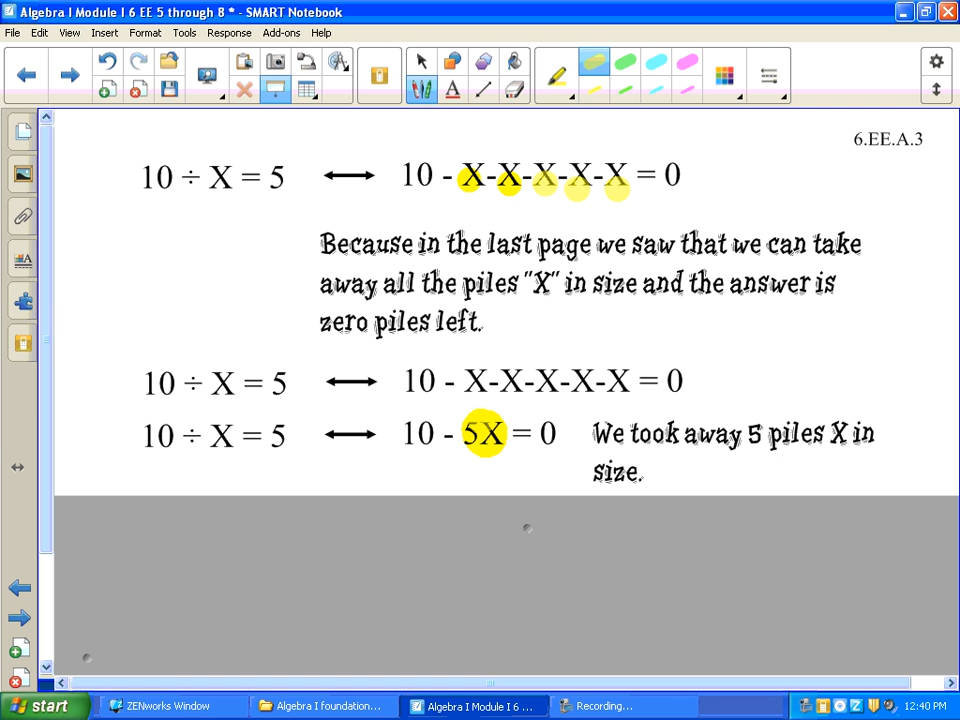 Algebra I Module I 6 EE 5 through 8 * - SMART Notebook
File Edit View Insert Format Tools Response Add-ons Help
6.EE.A.3
10 ÷ X = 5 ↔ 10 - X-X-X-X-X = 0
Because in the last page we saw that we can take
away all the piles "X" in size and the answer is
zero piles left.
10 ÷ X = 5 ↔ 10 - X-X-X-X-X = 0
10 ÷ X = 5 ↔ 10 - 5X = 0 We took away 5 piles X in
size.
start ZENworks Window Algebra I foundation... Algebra I Module I 6 ... Recording... 12:40 PM